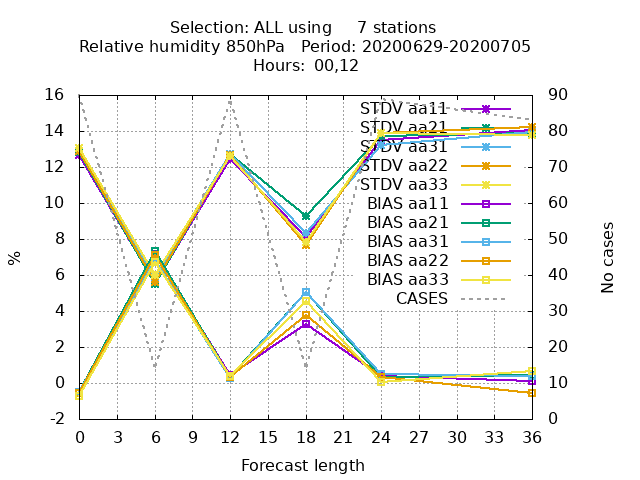 Selection: ALL using 7 stations
Relative humidity 850hPa Period: 20200629-20200705
Hours: 00,12
16 90
14 80
12 70
10 60
8 50
6 40
4 30
2 20
0 10
-2 0
%
No cases
STDV aa11
STDV aa21
STDV aa31
STDV aa22
STDV aa33
BIAS aa11
BIAS aa21
BIAS aa31
BIAS aa22
BIAS aa33
CASES
0 3 6 9 12 15 18 21 24 27 30 33 36
Forecast length